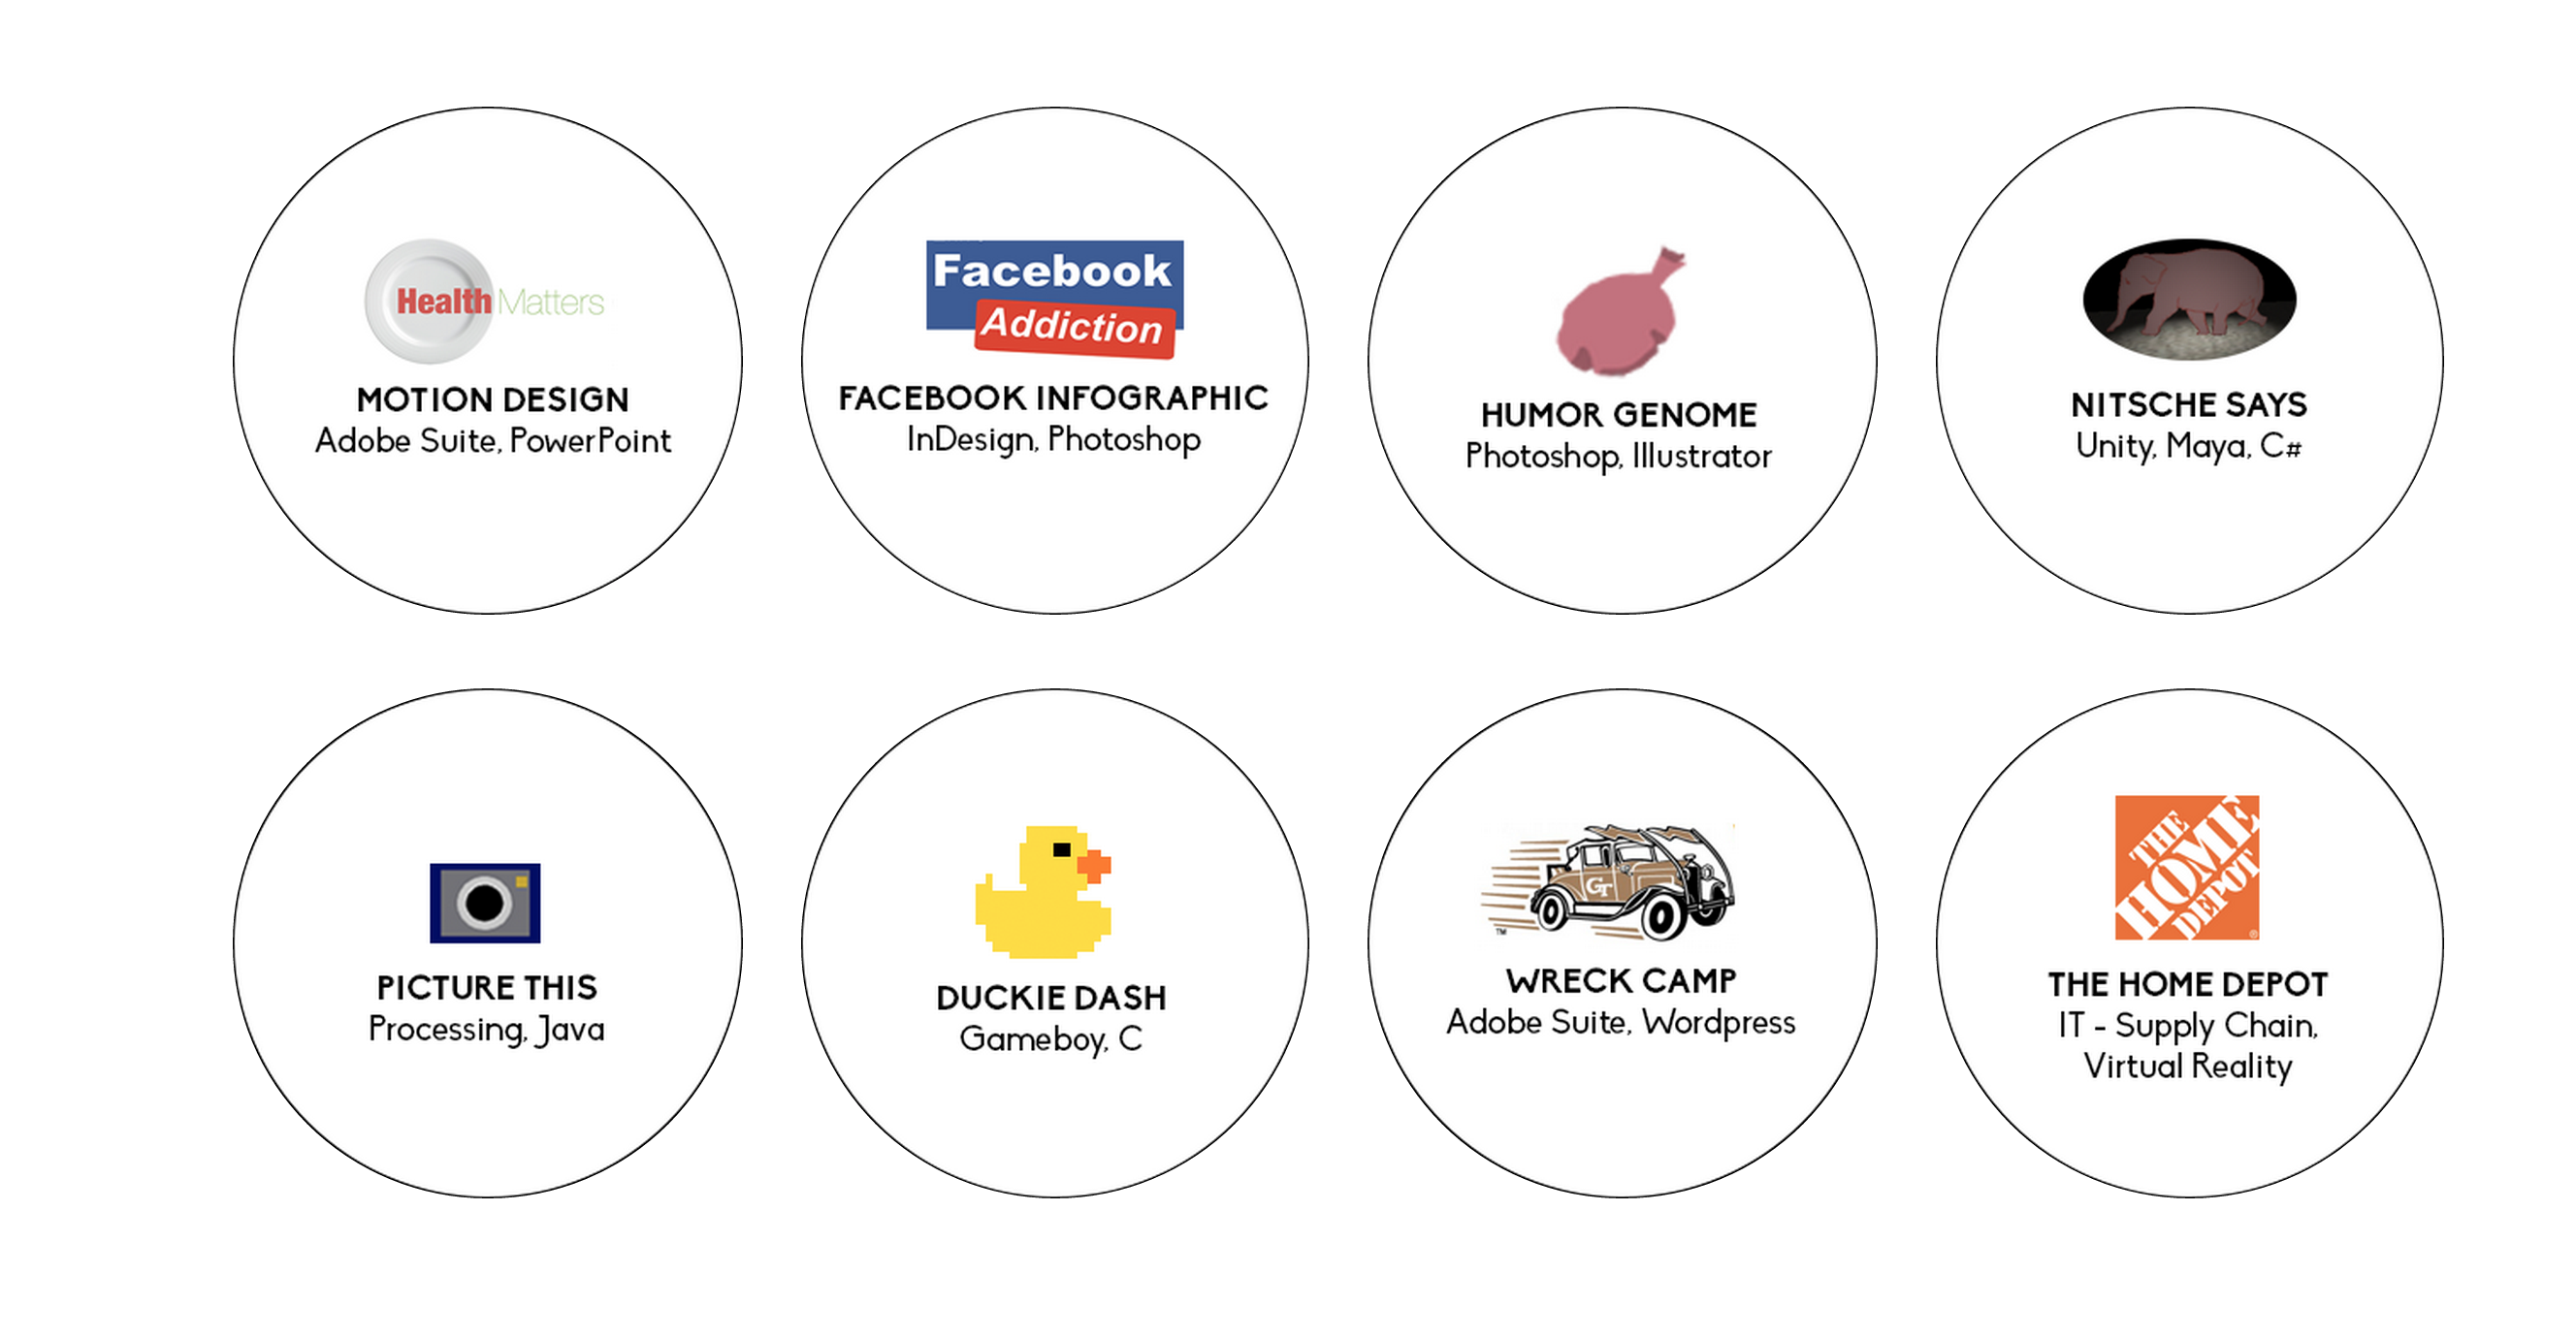 Health Matters
MOTION DESIGN
Adobe Suite, PowerPoint
Facebook
Addiction
FACEBOOK INFOGRAPHIC
InDesign, Photoshop
HUMOR GENOME
Photoshop, Illustrator
NITSCHE SAYS
Unity, Maya, C#
PICTURE THIS
Processing, Java
DUCKIE DASH
Gameboy, C
GT
TM
WRECK CAMP
Adobe Suite, Wordpress
THE
HOME
DEPOT
®
THE HOME DEPOT
IT - Supply Chain,
Virtual Reality